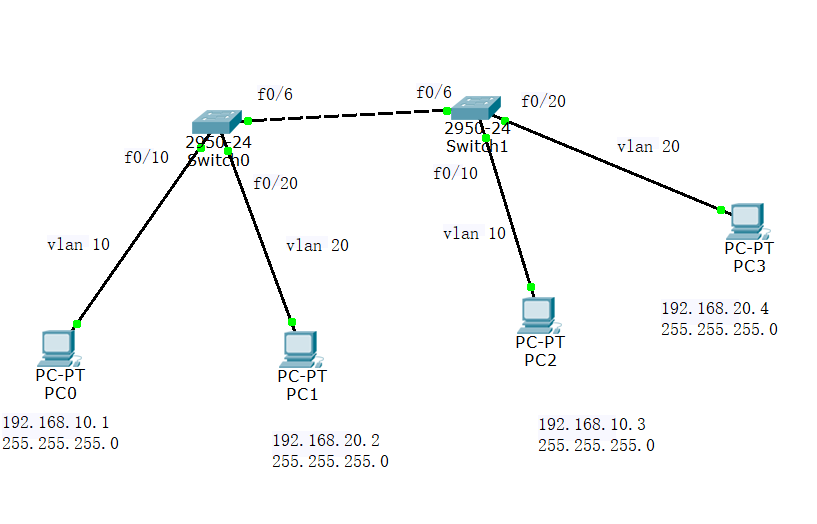 f0/6
f0/6
f0/20
2950-24
Switch0
2950-24
Switch1
f0/10
f0/20
f0/10
vlan 20
vlan 10
vlan 20
vlan 10
PC-PT
PC3
192.168.20.4
255.255.255.0
PC-PT
PC2
PC-PT
PC0
PC-PT
PC1
192.168.10.1
255.255.255.0
192.168.20.2
255.255.255.0
192.168.10.3
255.255.255.0